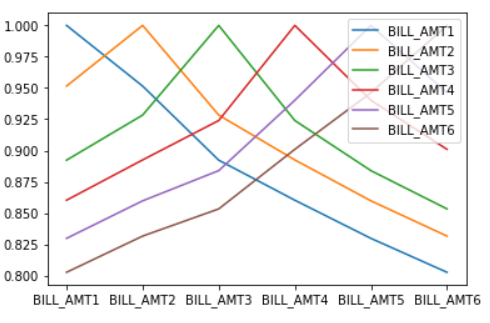 1.000
0.975
0.950
0.925
0.900
0.875
0.850
0.825
0.800
BILL_AMT1
BILL_AMT2
BILL_AMT3
BILL_AMT4
BILL_AMT5
BILL_AMT6
BILL_AMT1 BILL_AMT2 BILL_AMT3 BILL_AMT4 BILL_AMT5 BILL_AMT6